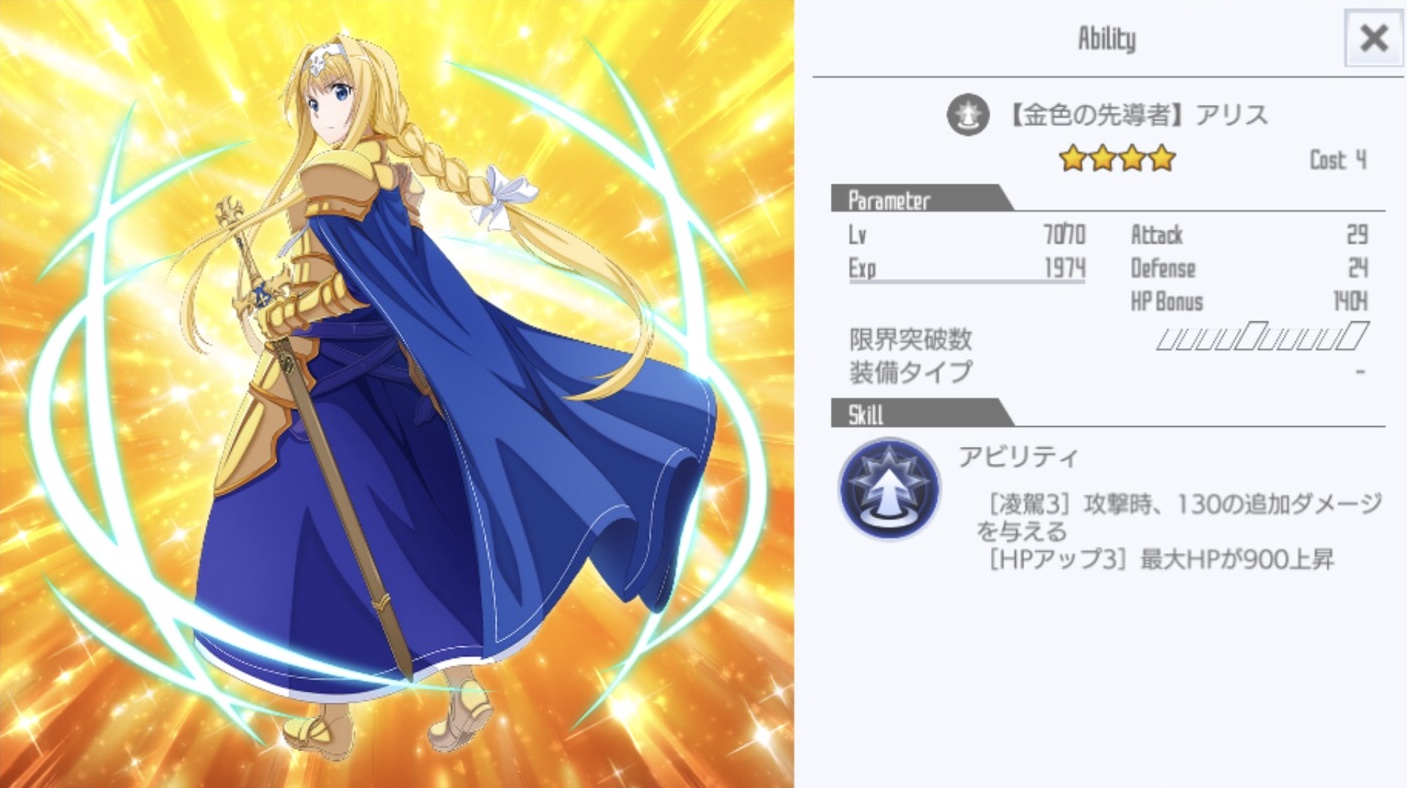 Ability
【金色の先導者】アリス
Cost 4
Parameter
Lv 70/70 Attack 29
Exp 1974 Defense 24
HP Bonus 1404
限界突破数
装備タイプ -
Skill
アビリティ
［凌駕3］攻撃時、130の追加ダメージ
を与える
［HPアップ3］最大HPが900上昇